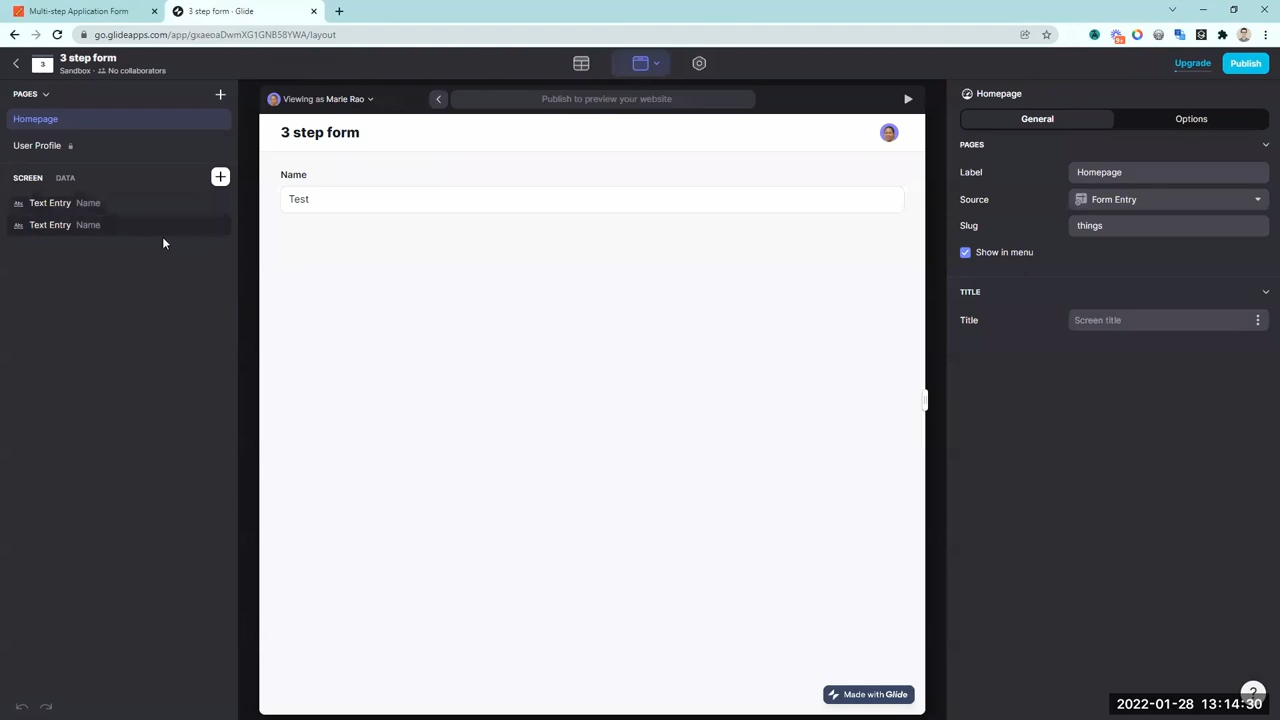 Multi-step Application Form
3 step form · Glide
go.glideapps.com/app/gxaeoaDwmXG1GNB58YWA/layout
3
3 step form
Sandbox · No collaborators
Upgrade
Publish
PAGES
Homepage
User Profile
SCREEN DATA
Text Entry Name
Text Entry Name
Viewing as Marie Rao
Publish to preview your website
3 step form
Name
Test
Made with Glide
Homepage
General
Options
PAGES
Label
Homepage
Source
Form Entry
Slug
things
Show in menu
TITLE
Title
Screen title
?
2022-01-28 13:14:30